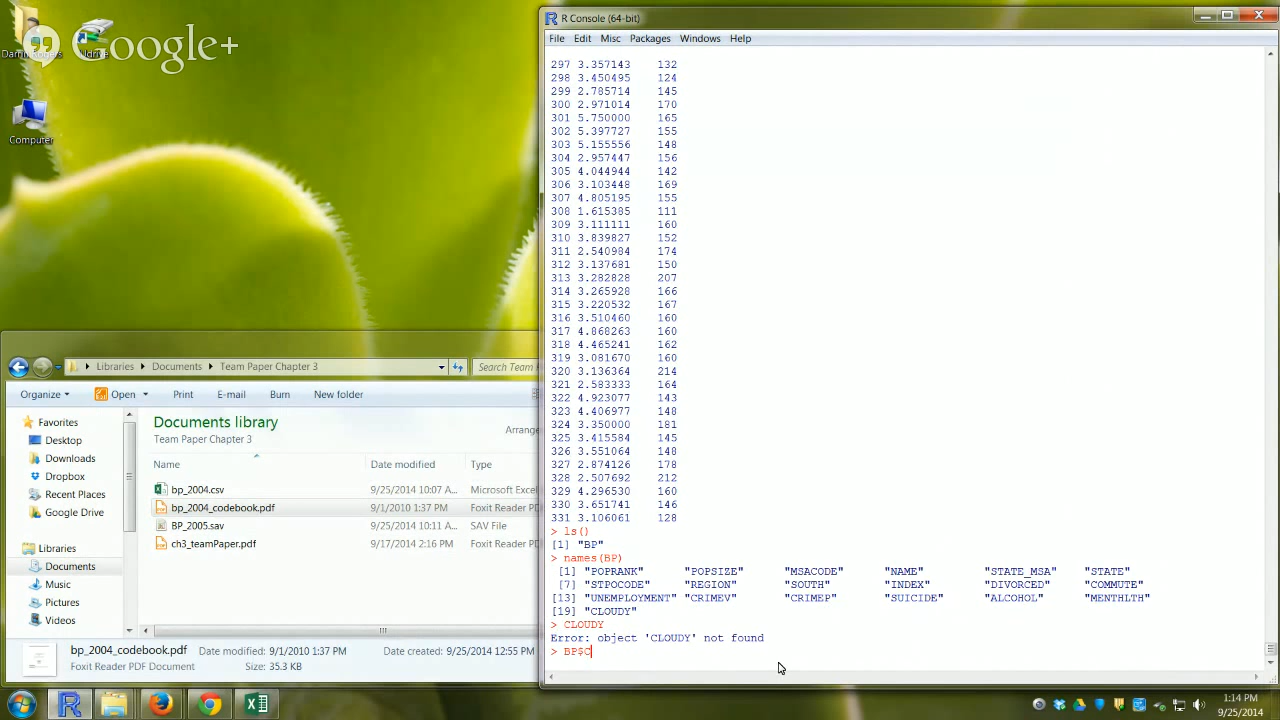 Google+
Computer
R Console (64-bit)
File Edit Misc Packages Windows Help
297 3.357143 132
298 3.450495 124
299 2.785714 145
300 2.971014 170
301 5.750000 165
302 5.397727 155
303 5.155556 148
304 2.957447 156
305 4.044944 142
306 3.103448 169
307 4.805195 155
308 1.615385 111
309 3.111111 160
310 3.839827 152
311 2.540984 174
312 3.137681 150
313 3.282828 207
314 3.265928 166
315 3.220532 167
316 3.510460 160
317 4.868263 160
318 4.465241 162
319 3.081670 160
320 3.136364 214
321 2.583333 164
322 4.923077 143
323 4.406977 148
324 3.350000 181
325 3.415584 145
326 3.551064 148
327 2.874126 178
328 2.507692 212
329 4.296530 160
330 3.651741 146
331 3.106061 128
> ls()
[1] "BP"
> names(BP)
[1] "POPRANK" "POPSIZE" "MSACODE" "NAME" "STATE_MSA" "STATE"
[7] "STPOCODE" "REGION" "SOUTH" "INDEX" "DIVORCED" "COMMUTE"
[13] "UNEMPLOYMENT" "CRIMEV" "CRIMEP" "SUICIDE" "ALCOHOL" "MENTHLTH"
[19] "CLOUDY"
> CLOUDY
Error: object 'CLOUDY' not found
> BP$C
Libraries Documents Team Paper Chapter 3 Search Team
Organize Open Print E-mail Burn New folder
Favorites
Desktop
Downloads
Dropbox
Recent Places
Google Drive
Libraries
Documents
Music
Pictures
Videos
Documents library
Team Paper Chapter 3
Arrange
Name Date modified Type
bp_2004.csv 9/25/2014 10:07 A... Microsoft Exce
bp_2004_codebook.pdf 9/1/2010 1:37 PM Foxit Reader PD
BP_2005.sav 9/25/2014 10:11 A... SAV File
ch3_teamPaper.pdf 9/17/2014 2:16 PM Foxit Reader PD
bp_2004_codebook.pdf Date modified: 9/1/2010 1:37 PM Date created: 9/25/2014 12:55 PM
Foxit Reader PDF Document Size: 35.3 KB
1:14 PM
9/25/2014